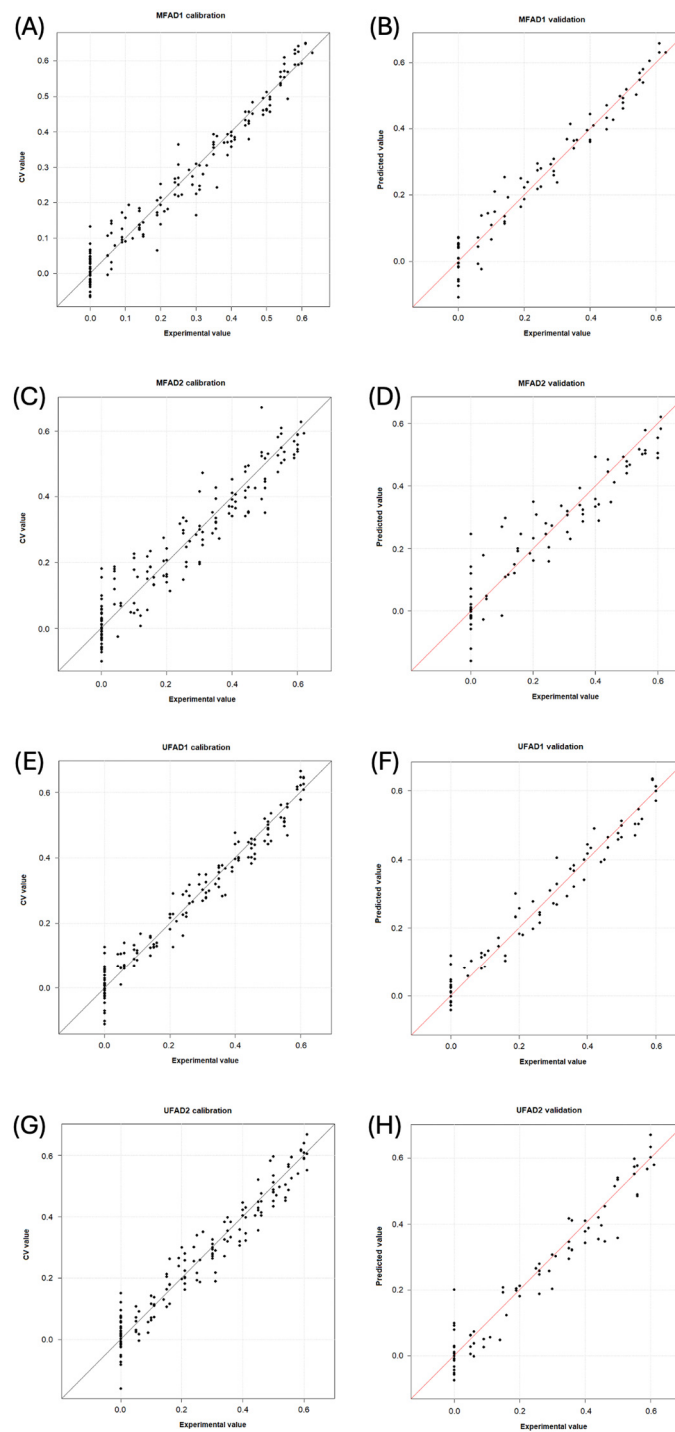 (A)
MFAD1 calibration
CV value
0.6
0.5
0.4
0.3
0.2
0.1
0.0
0.0 0.1 0.2 0.3 0.4 0.5 0.6
Experimental value
(B)
MFAD1 validation
Predicted value
0.6
0.4
0.2
0.0
0.0 0.2 0.4 0.6
Experimental value
(C)
MFAD2 calibration
CV value
0.6
0.4
0.2
0.0
0.0 0.2 0.4 0.6
Experimental value
(D)
MFAD2 validation
Predicted value
0.6
0.4
0.2
0.0
0.0 0.2 0.4 0.6
Experimental value
(E)
UFAD1 calibration
CV value
0.6
0.4
0.2
0.0
0.0 0.2 0.4 0.6
Experimental value
(F)
UFAD1 validation
Predicted value
0.6
0.4
0.2
0.0
0.0 0.2 0.4 0.6
Experimental value
(G)
UFAD2 calibration
CV value
0.6
0.4
0.2
0.0
0.0 0.2 0.4 0.6
Experimental value
(H)
UFAD2 validation
Predicted value
0.6
0.4
0.2
0.0
0.0 0.2 0.4 0.6
Experimental value